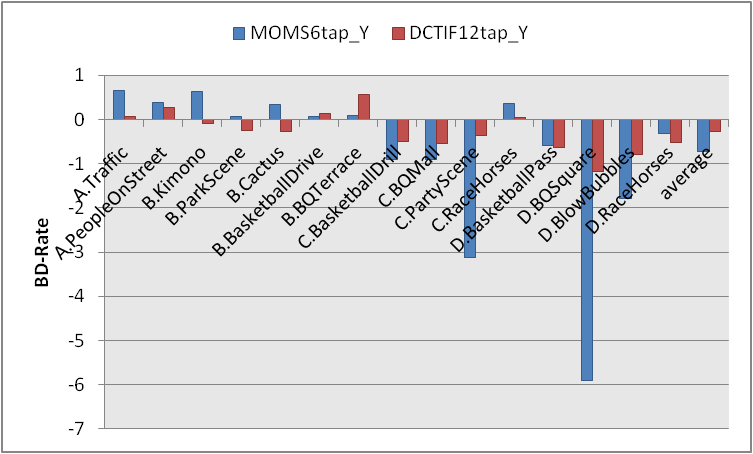 MOMS6tap_Y DCTIF12tap_Y
1
0
-1
-2
-3
-4
-5
-6
-7
BD-Rate
A.Traffic
A.PeopleOnStreet
B.Kimono
B.ParkScene
B.Cactus
B.BasketballDrive
B.BQTerrace
C.BasketballDrill
C.BQMall
C.PartyScene
C.RaceHorses
D.BasketballPass
D.BQSquare
D.BlowBubbles
D.RaceHorses
average